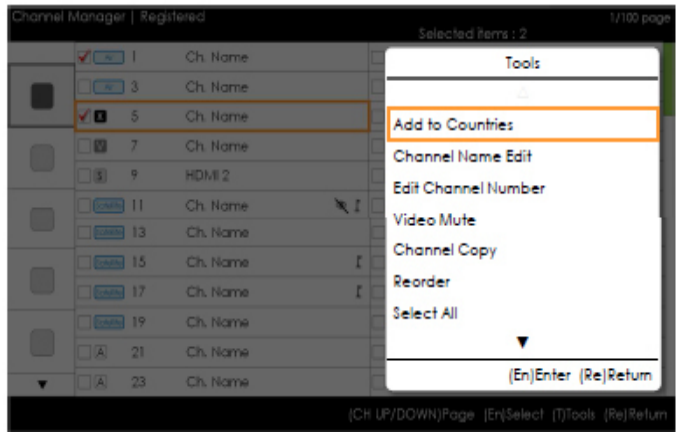 Channel Manager | Registered
1/100 page
Selected items : 2
Air 1 Ch. Name
Air 3 Ch. Name
X 5 Ch. Name
V 7 Ch. Name
S 9 HDMI 2
11 Ch. Name
13 Ch. Name
15 Ch. Name
17 Ch. Name
19 Ch. Name
A 21 Ch. Name
A 23 Ch. Name
Tools
Add to Countries
Channel Name Edit
Edit Channel Number
Video Mute
Channel Copy
Reorder
Select All
(En)Enter (Re)Return
(CH UP/DOWN)Page (En)Select (T)Tools (Re)Return